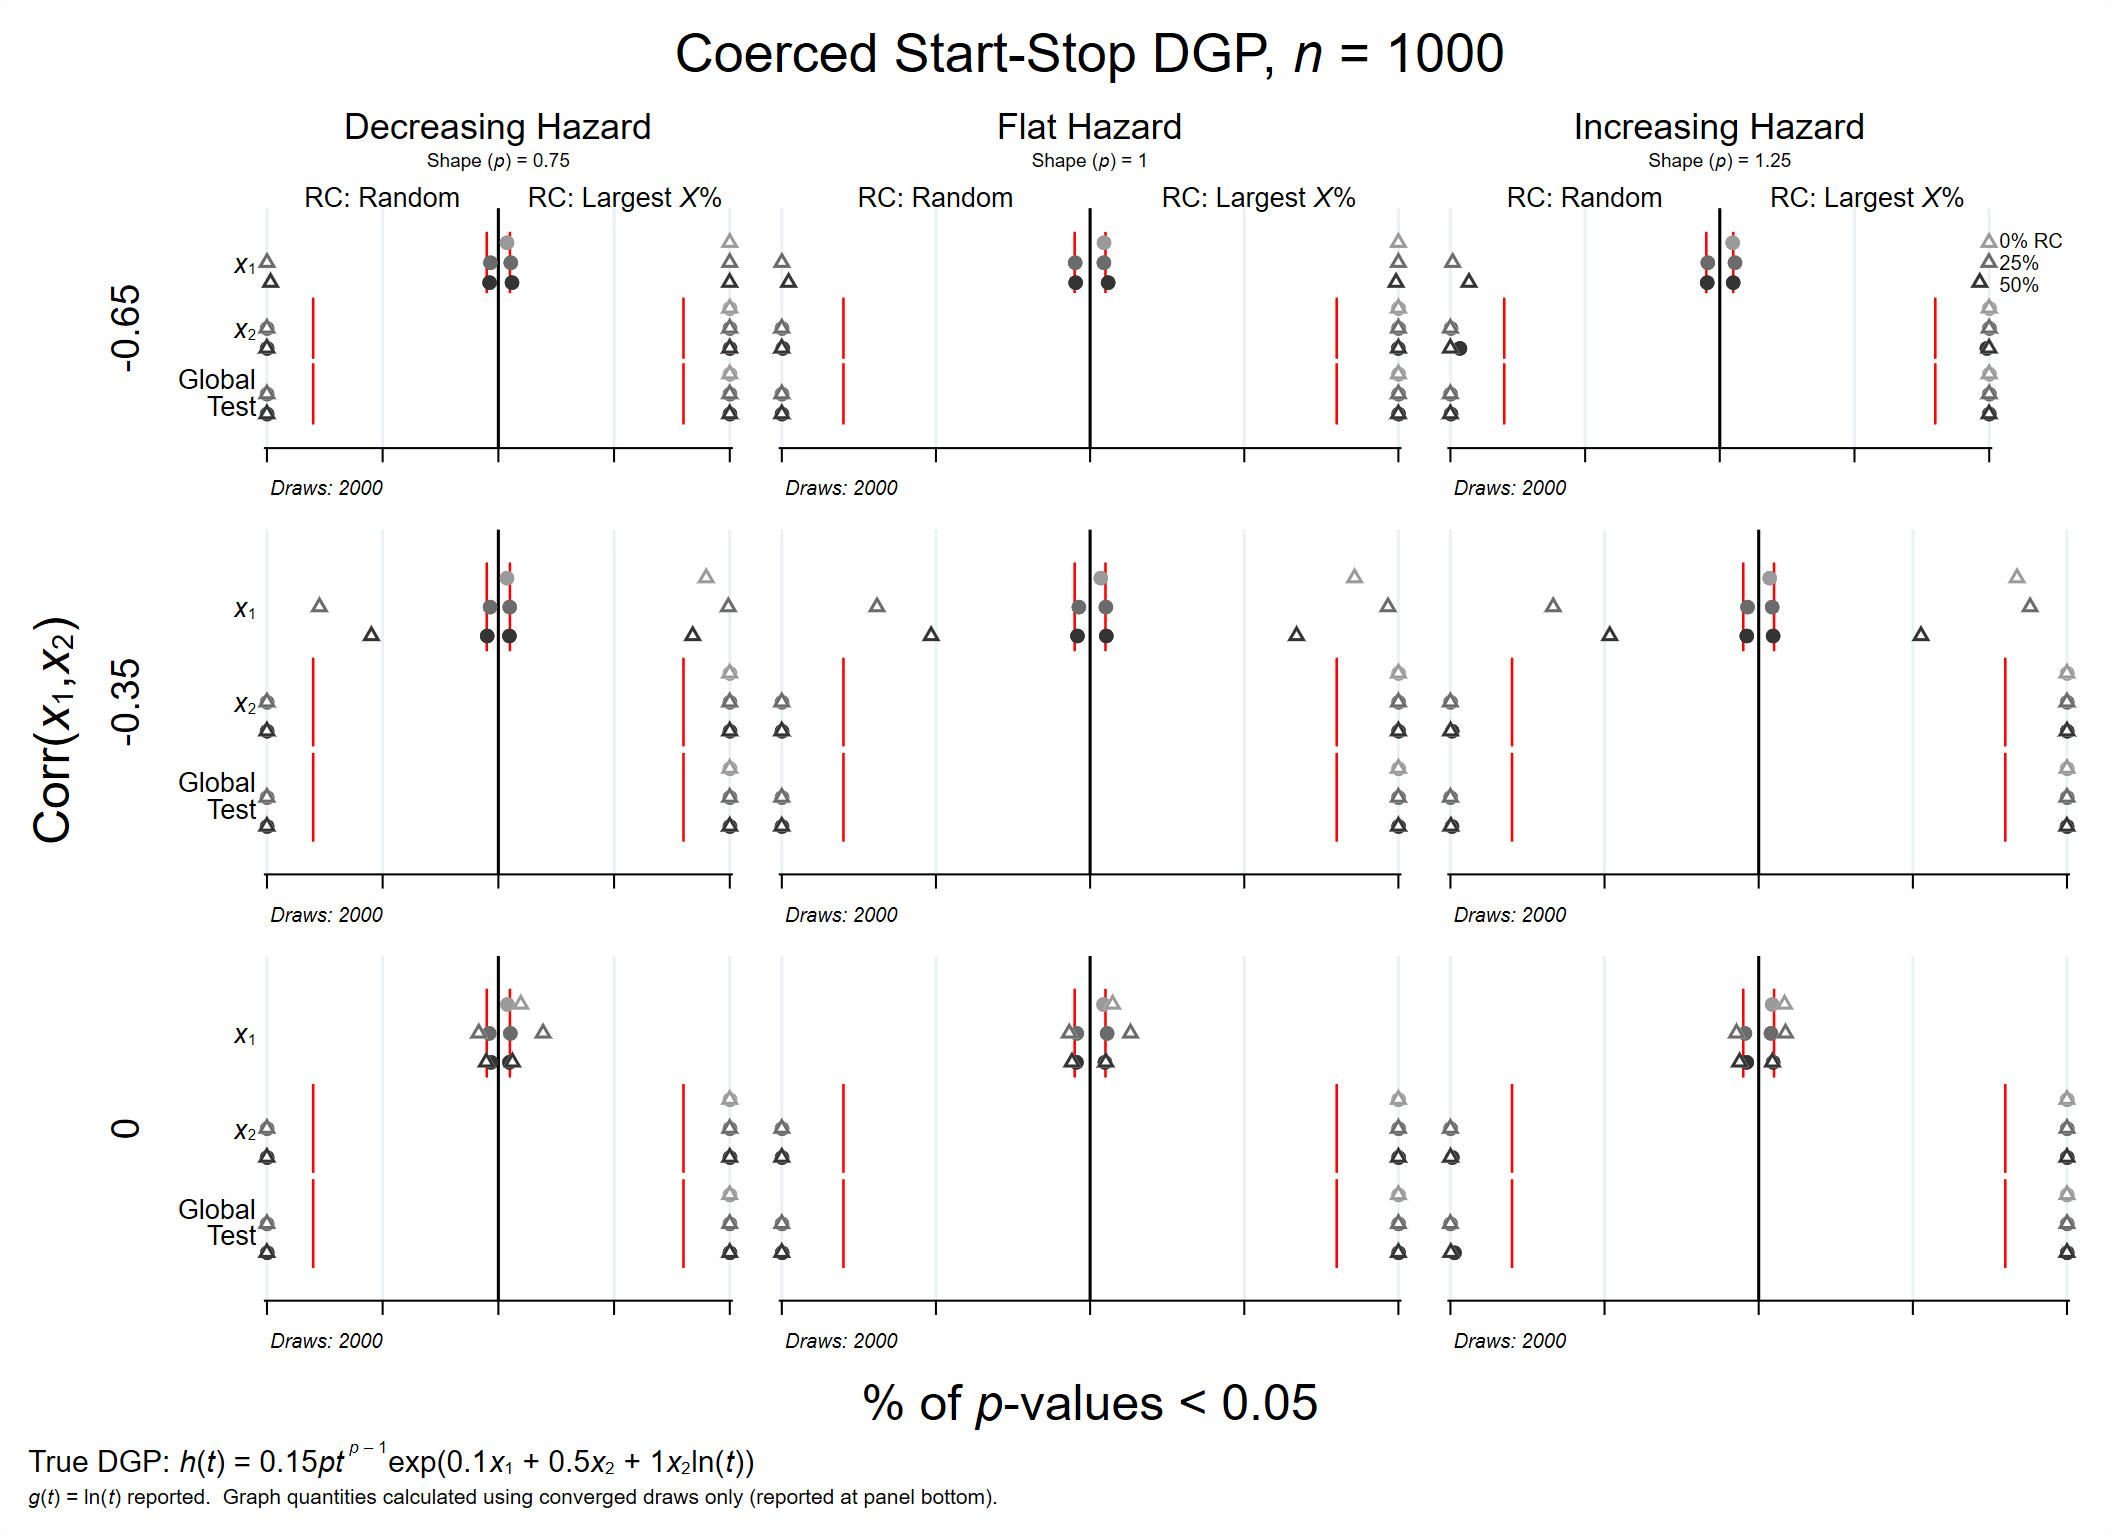 Coerced Start-Stop DGP, n = 1000
Decreasing Hazard
Shape (p) = 0.75
RC: Random RC: Largest X%
Flat Hazard
Shape (p) = 1
RC: Random RC: Largest X%
Increasing Hazard
Shape (p) = 1.25
RC: Random RC: Largest X%
0% RC
25%
50%
Corr(x₁,x₂)
-0.65
x₁
x₂
Global
Test
Draws: 2000
Draws: 2000
Draws: 2000
-0.35
x₁
x₂
Global
Test
Draws: 2000
Draws: 2000
Draws: 2000
0
x₁
x₂
Global
Test
Draws: 2000
Draws: 2000
Draws: 2000
% of p-values < 0.05
True DGP: h(t) = 0.15pt^(p − 1) exp(0.1x₁ + 0.5x₂ + 1x₂ln(t))
g(t) = ln(t) reported. Graph quantities calculated using converged draws only (reported at panel bottom).